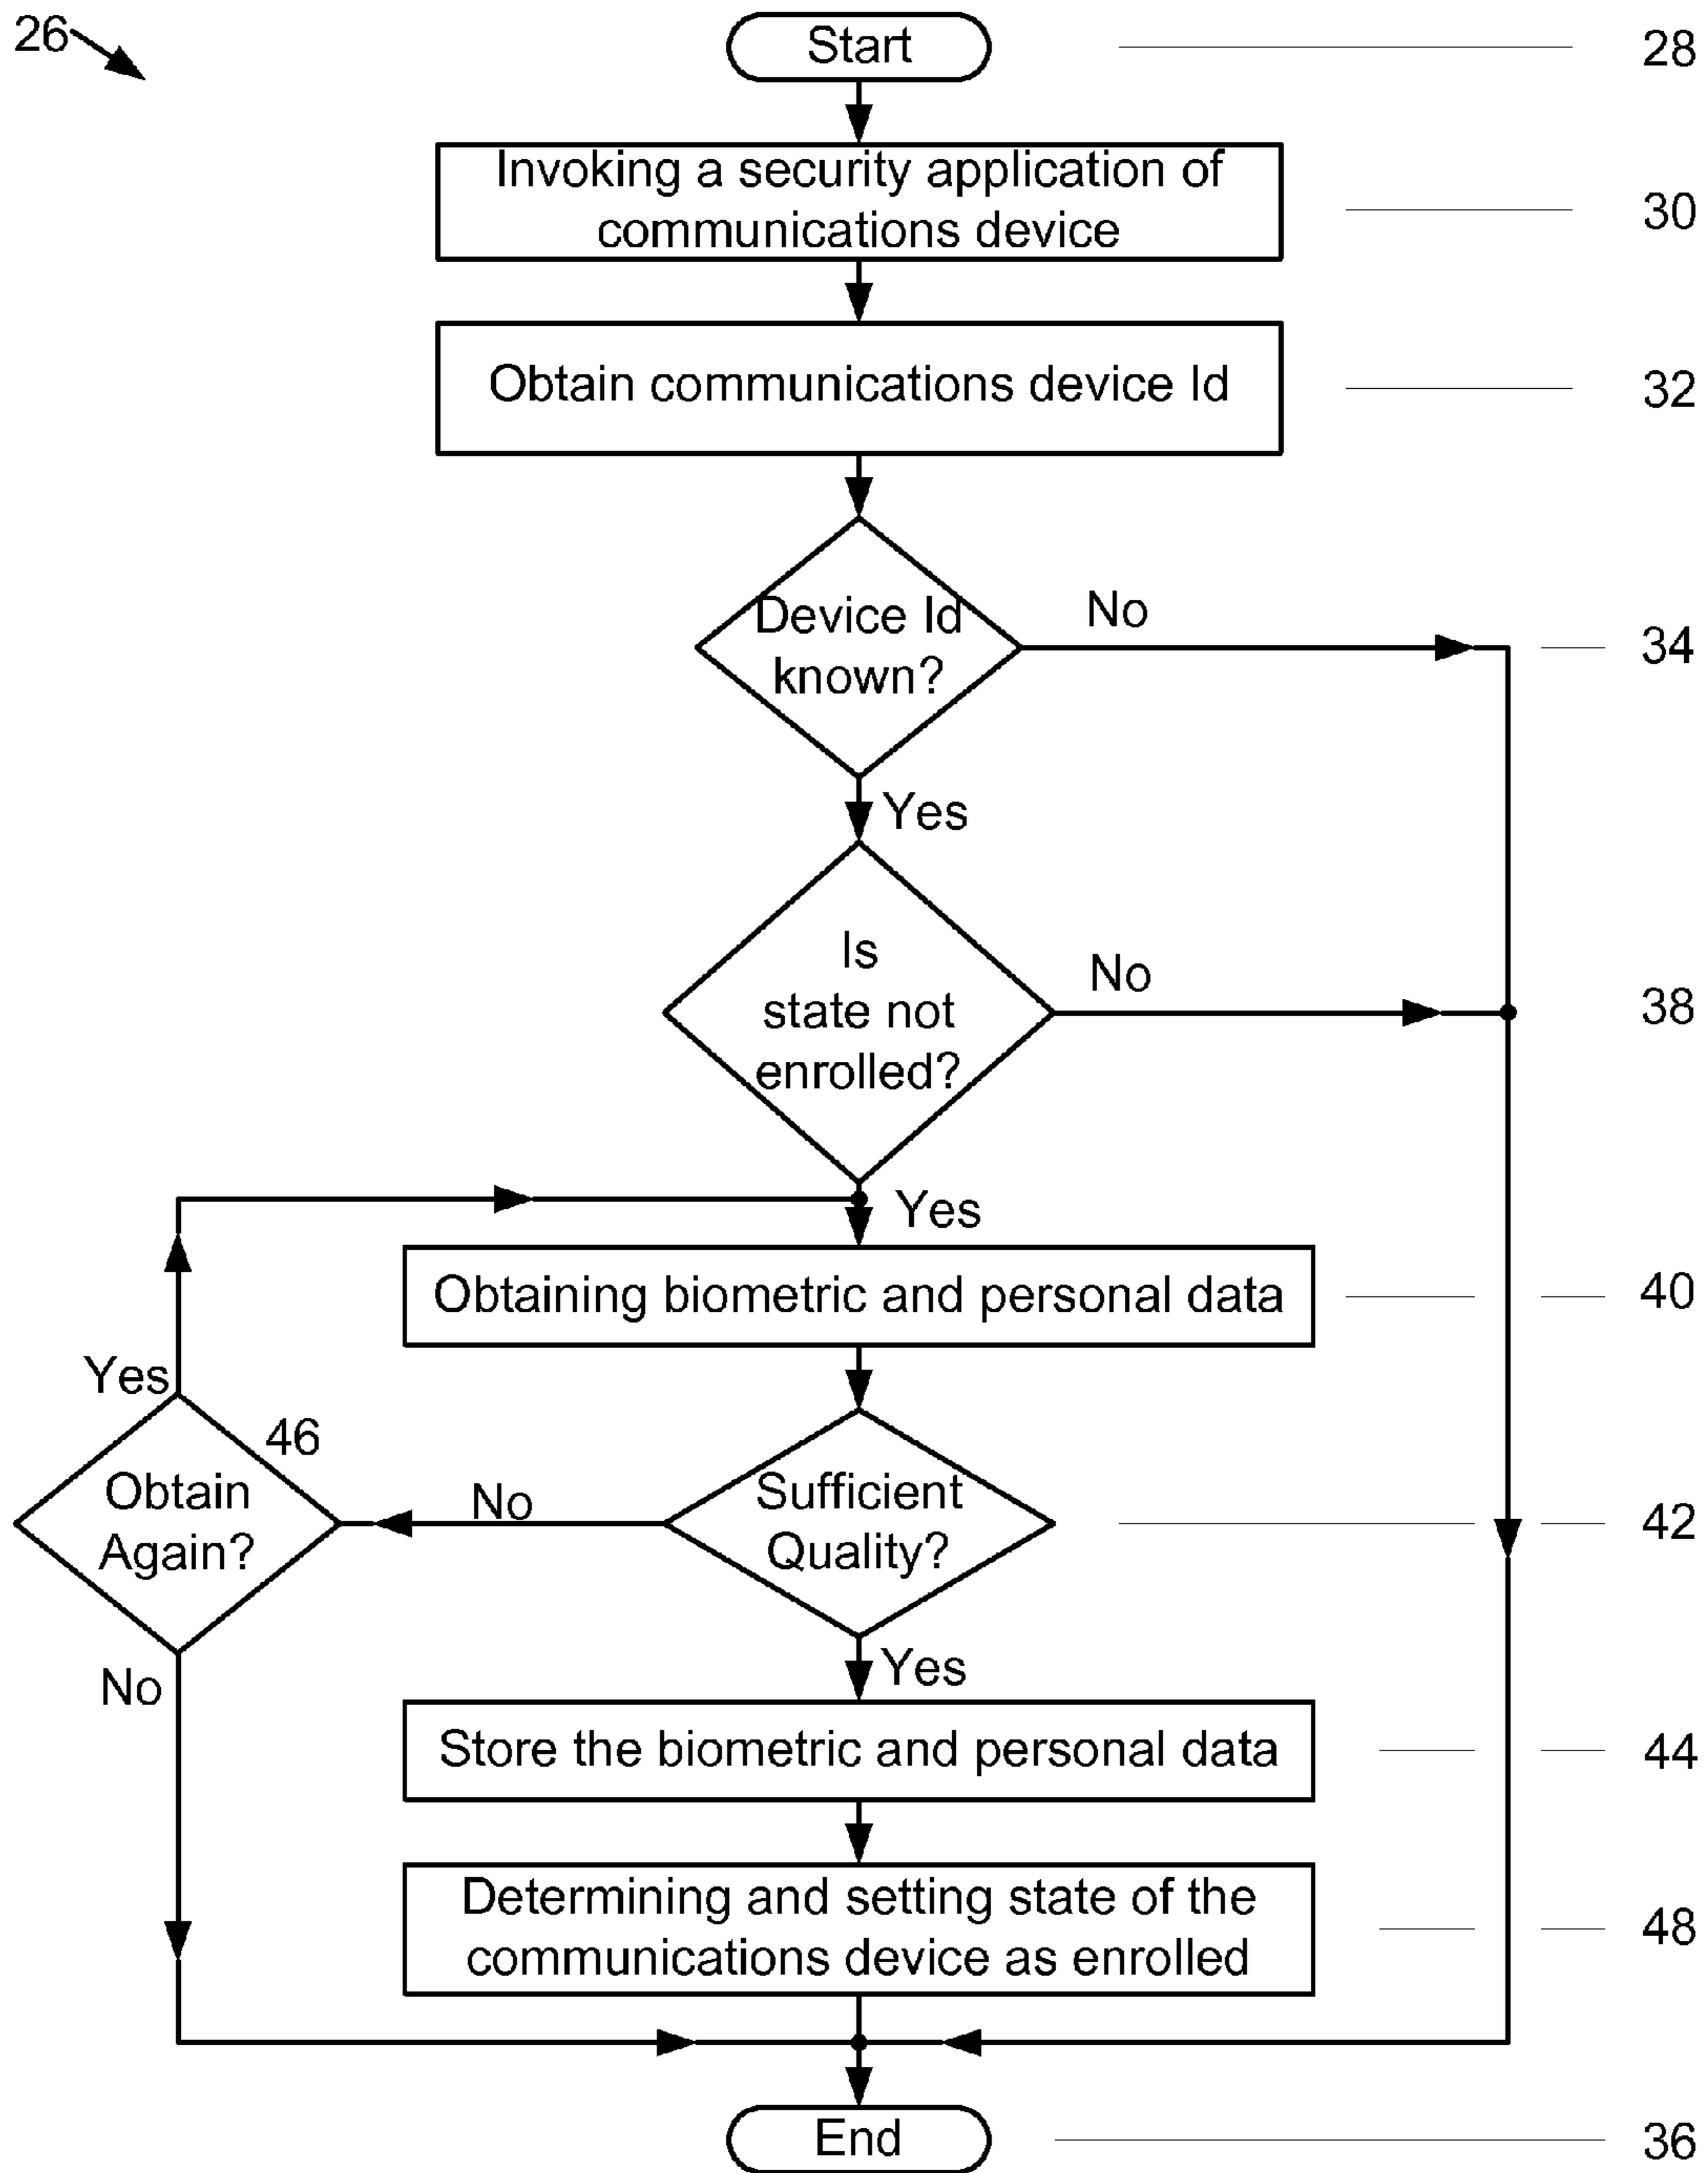 26
Start
28
Invoking a security application of
communications device
30
Obtain communications device Id
32
Device Id
known?
No
34
Yes
Is
state not
enrolled?
No
38
Yes
Obtaining biometric and personal data
40
Yes
46
Obtain
Again?
No
Sufficient
Quality?
42
No
Yes
Store the biometric and personal data
44
Determining and setting state of the
communications device as enrolled
48
End
36